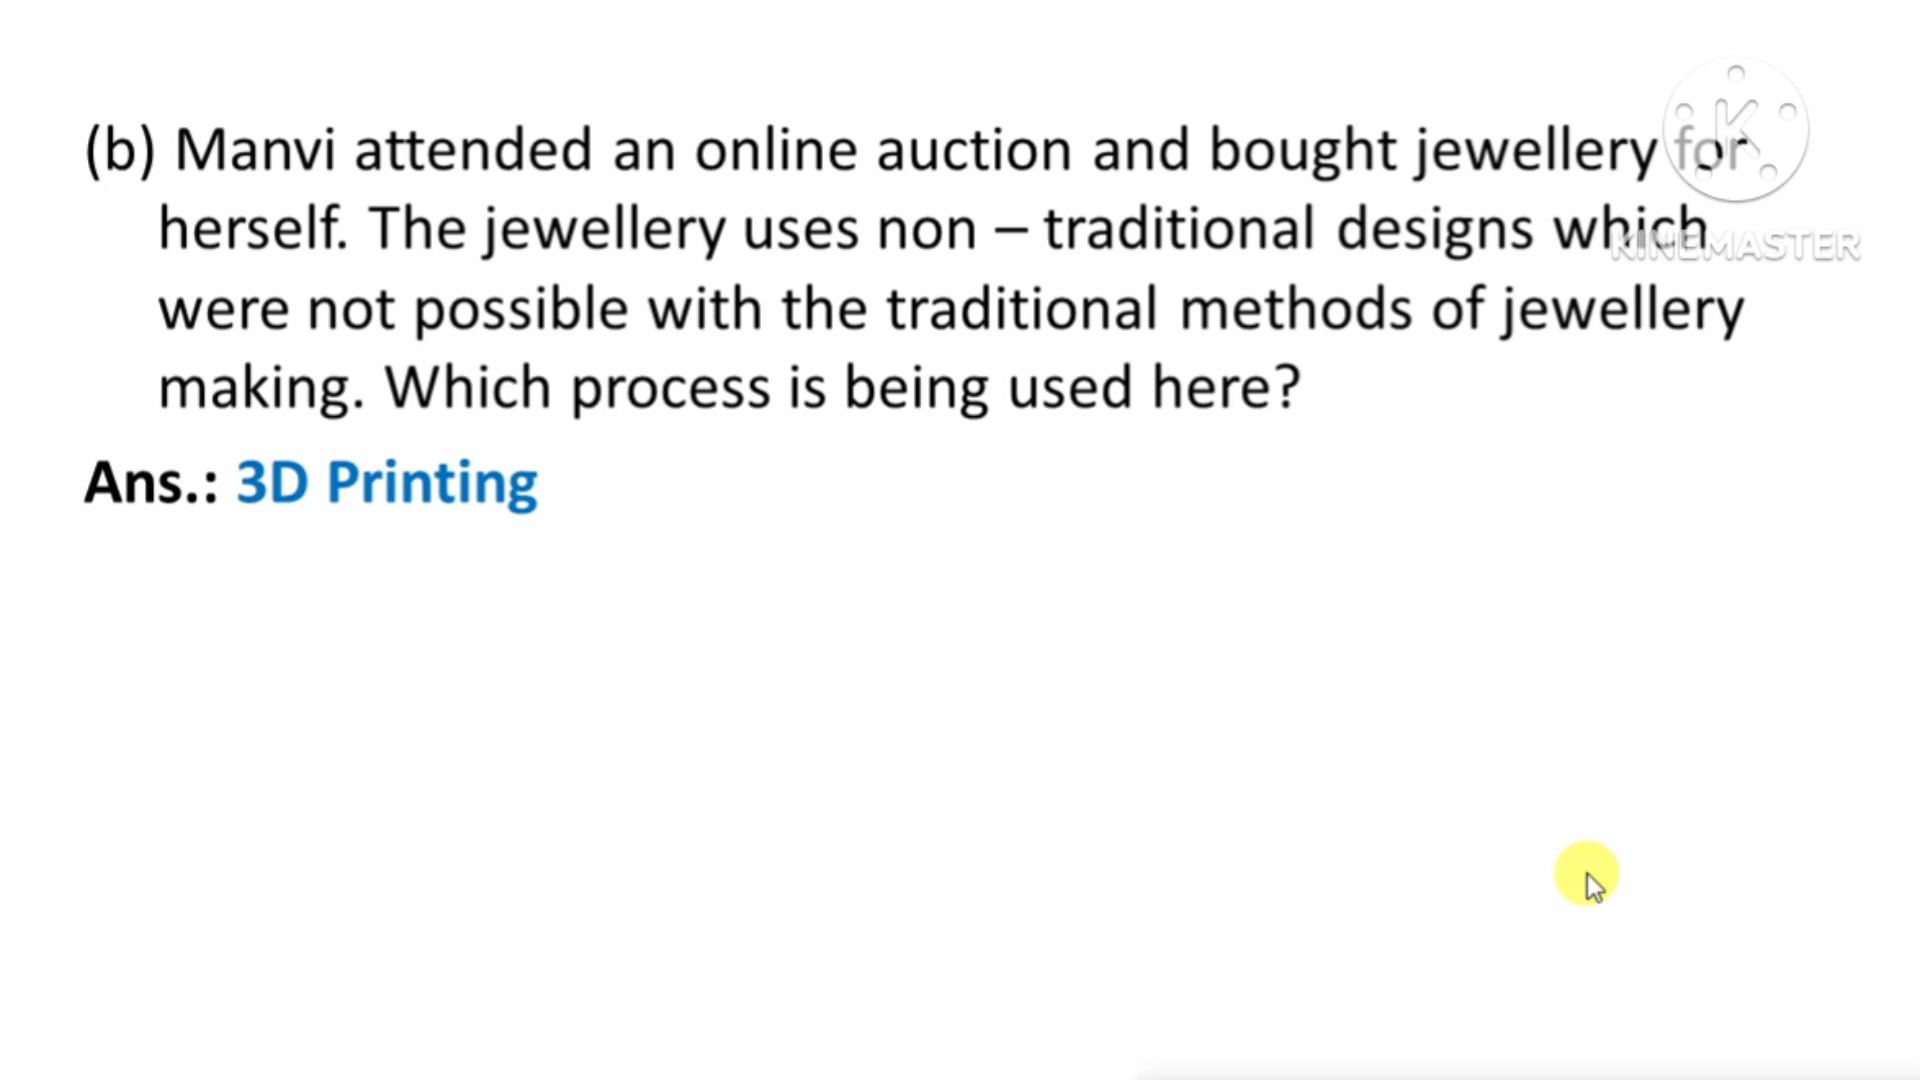 (b) Manvi attended an online auction and bought jewellery for
herself. The jewellery uses non – traditional designs which
were not possible with the traditional methods of jewellery
making. Which process is being used here?
Ans.: 3D Printing
K
KINEMASTER